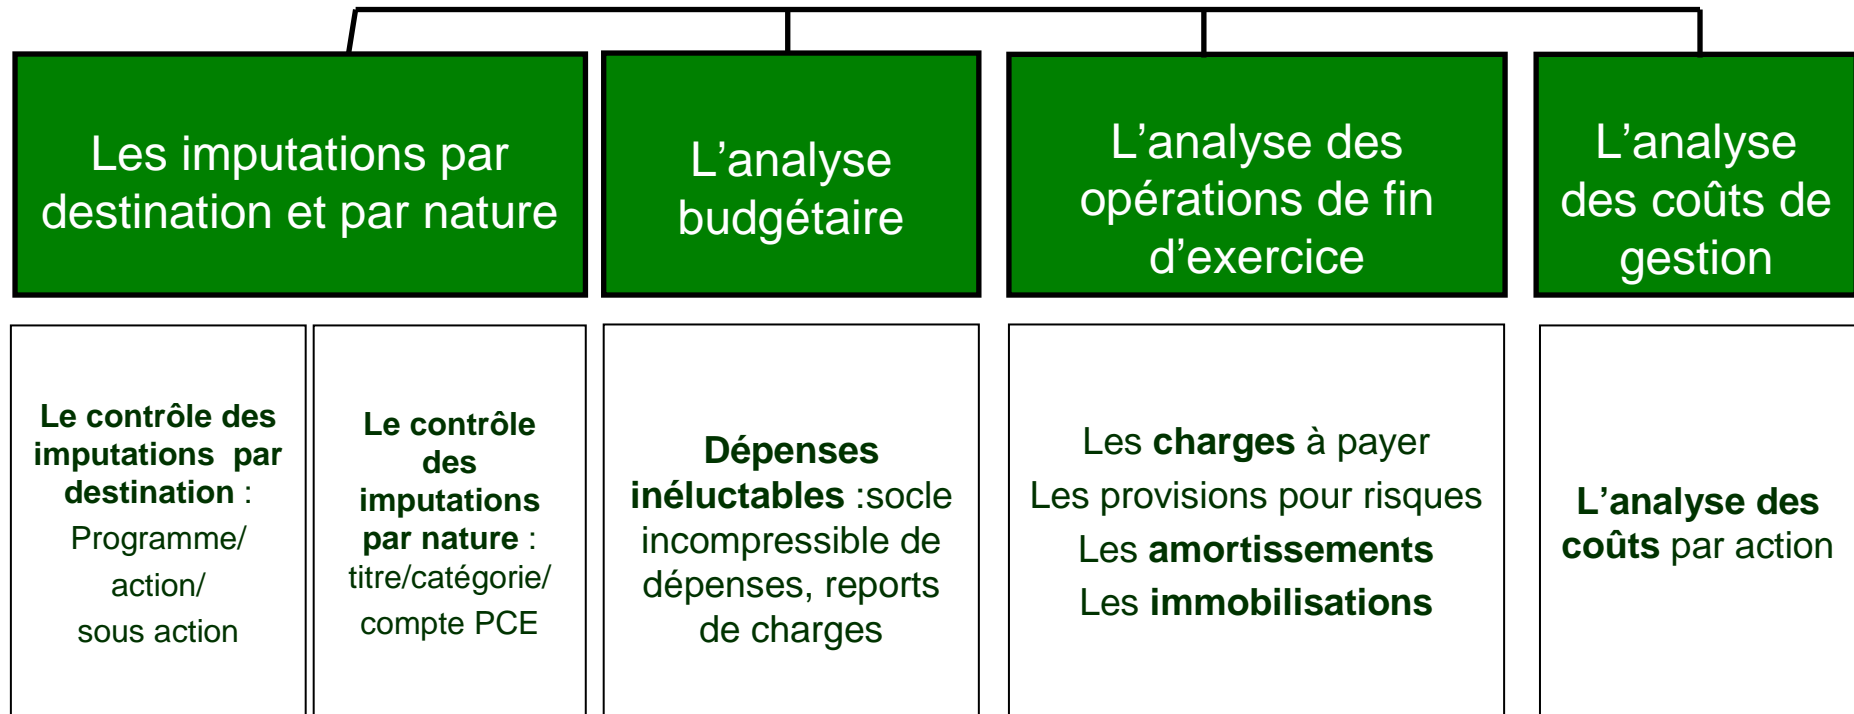 Les imputations par
destination et par nature
L’analyse
budgétaire
L’analyse des
opérations de fin
d’exercice
L’analyse
des coûts de
gestion
Le contrôle des
imputations  par
destination :
Programme/
action/
sous action
Le contrôle
des
imputations
par nature :
titre/catégorie/
compte PCE
Dépenses
inéluctables :socle
incompressible de
dépenses, reports
de charges
Les charges à payer
Les provisions pour risques
Les amortissements
Les immobilisations
L’analyse des
coûts par action